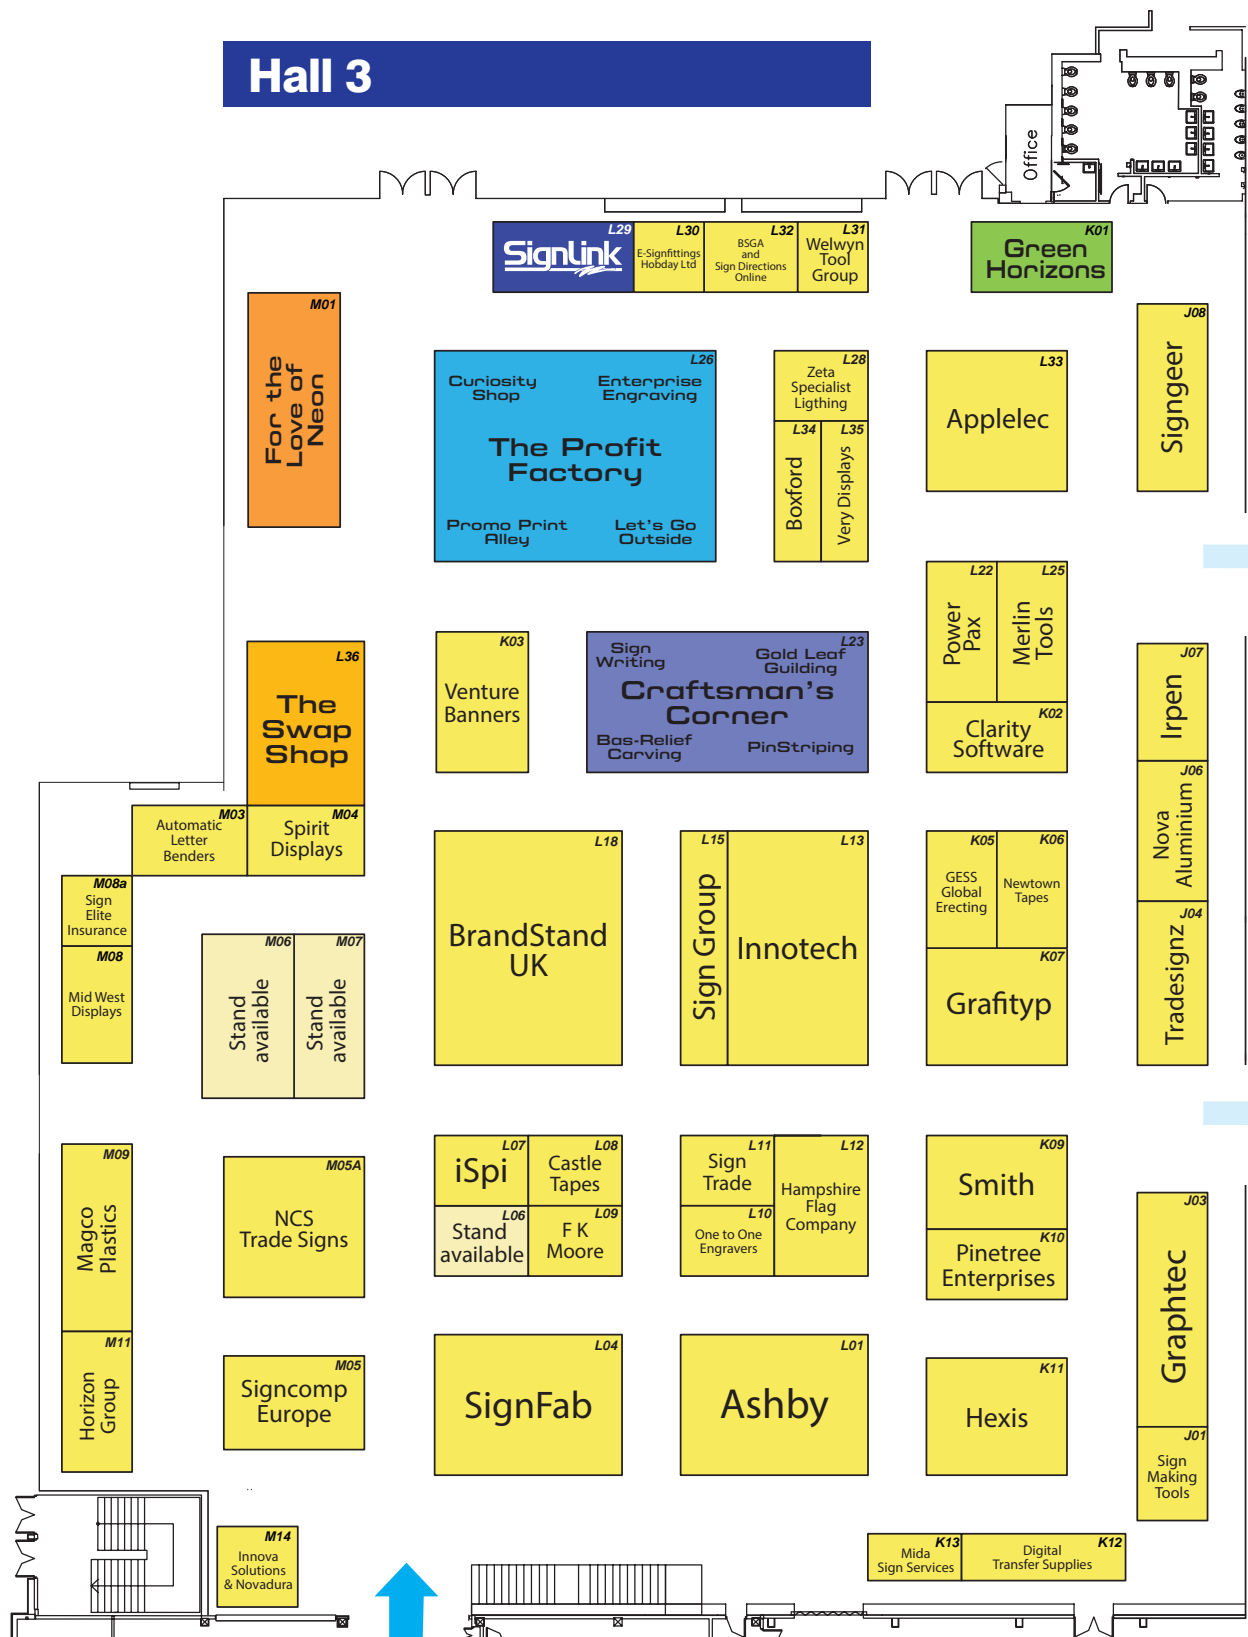 Hall 3
Office
L29
SignLink
L30
E-Signfittings
Hobday Ltd
L32
BSGA
and
Sign Directions
Online
L31
Welwyn
Tool
Group
K01
Green
Horizons
M01
For the
Love of
Neon
L26
Curiosity
Shop
Enterprise
Engraving
The Profit
Factory
Promo Print
Alley
Let's Go
Outside
L28
Zeta
Specialist
Ligthing
L34
Boxford
L35
Very Displays
L33
Applelec
J08
Signgeer
L22
Power
Pax
L25
Merlin
Tools
K02
Clarity
Software
L36
The
Swap
Shop
K03
Venture
Banners
L23
Sign
Writing
Gold Leaf
Guilding
Craftsman's
Corner
Bas-Relief
Carving
PinStriping
J07
Irpen
J06
Nova
Aluminium
J04
Tradesignz
M03
Automatic
Letter
Benders
M04
Spirit
Displays
M08a
Sign
Elite
Insurance
M08
Mid West
Displays
M06
Stand
available
M07
Stand
available
L18
BrandStand
UK
L15
Sign Group
L13
Innotech
K05
GESS
Global
Erecting
K06
Newtown
Tapes
K07
Grafityp
M09
Magco
Plastics
M05A
NCS
Trade Signs
L07
iSpi
L08
Castle
Tapes
L06
Stand
available
L09
F K
Moore
L11
Sign
Trade
L10
One to One
Engravers
L12
Hampshire
Flag
Company
K09
Smith
K10
Pinetree
Enterprises
J03
Graphtec
M11
Horizon
Group
M05
Signcomp
Europe
L04
SignFab
L01
Ashby
K11
Hexis
J01
Sign
Making
Tools
M14
Innova
Solutions
& Novadura
K13
Mida
Sign Services
K12
Digital
Transfer Supplies